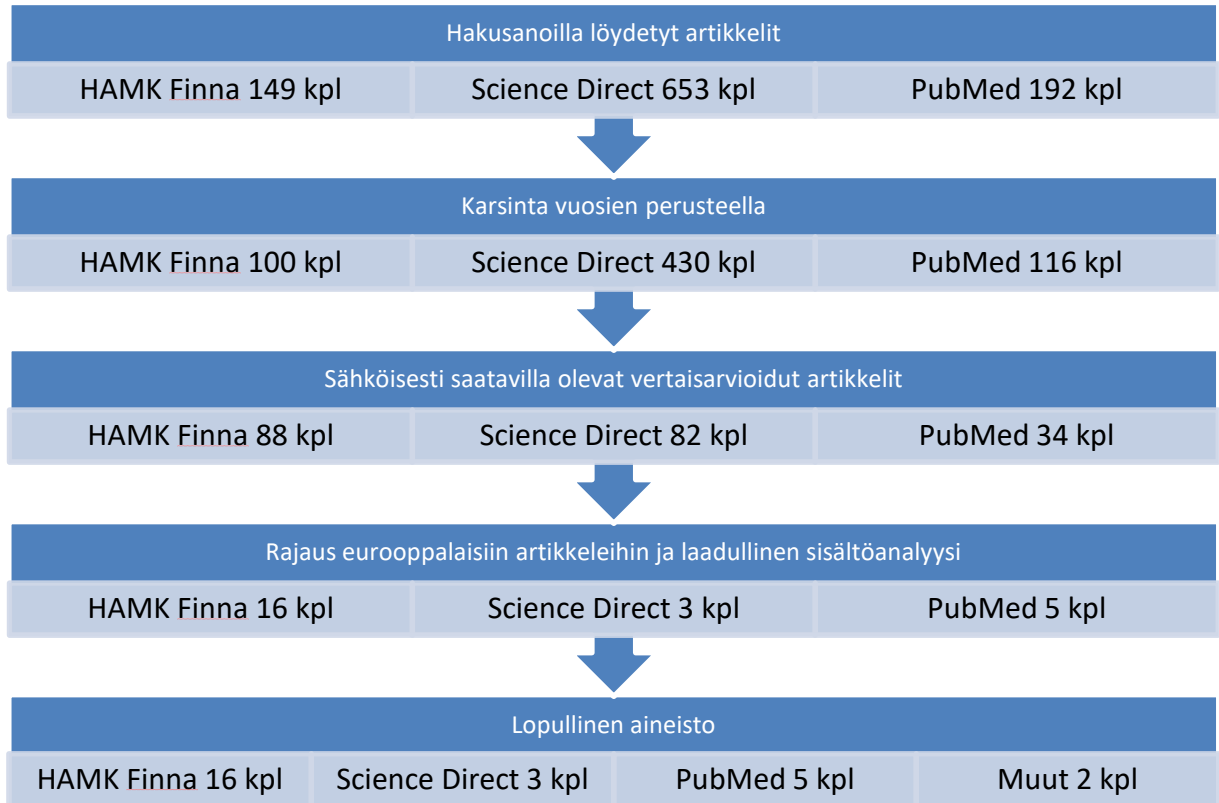 Hakusanoilla löydetyt artikkelit
HAMK Finna 149 kpl Science Direct 653 kpl PubMed 192 kpl
Karsinta vuosien perusteella
HAMK Finna 100 kpl Science Direct 430 kpl PubMed 116 kpl
Sähköisesti saatavilla olevat vertaisarvioidut artikkelit
HAMK Finna 88 kpl Science Direct 82 kpl PubMed 34 kpl
Rajaus eurooppalaisiin artikkeleihin ja laadullinen sisältöanalyysi
HAMK Finna 16 kpl Science Direct 3 kpl PubMed 5 kpl
Lopullinen aineisto
HAMK Finna 16 kpl Science Direct 3 kpl PubMed 5 kpl Muut 2 kpl